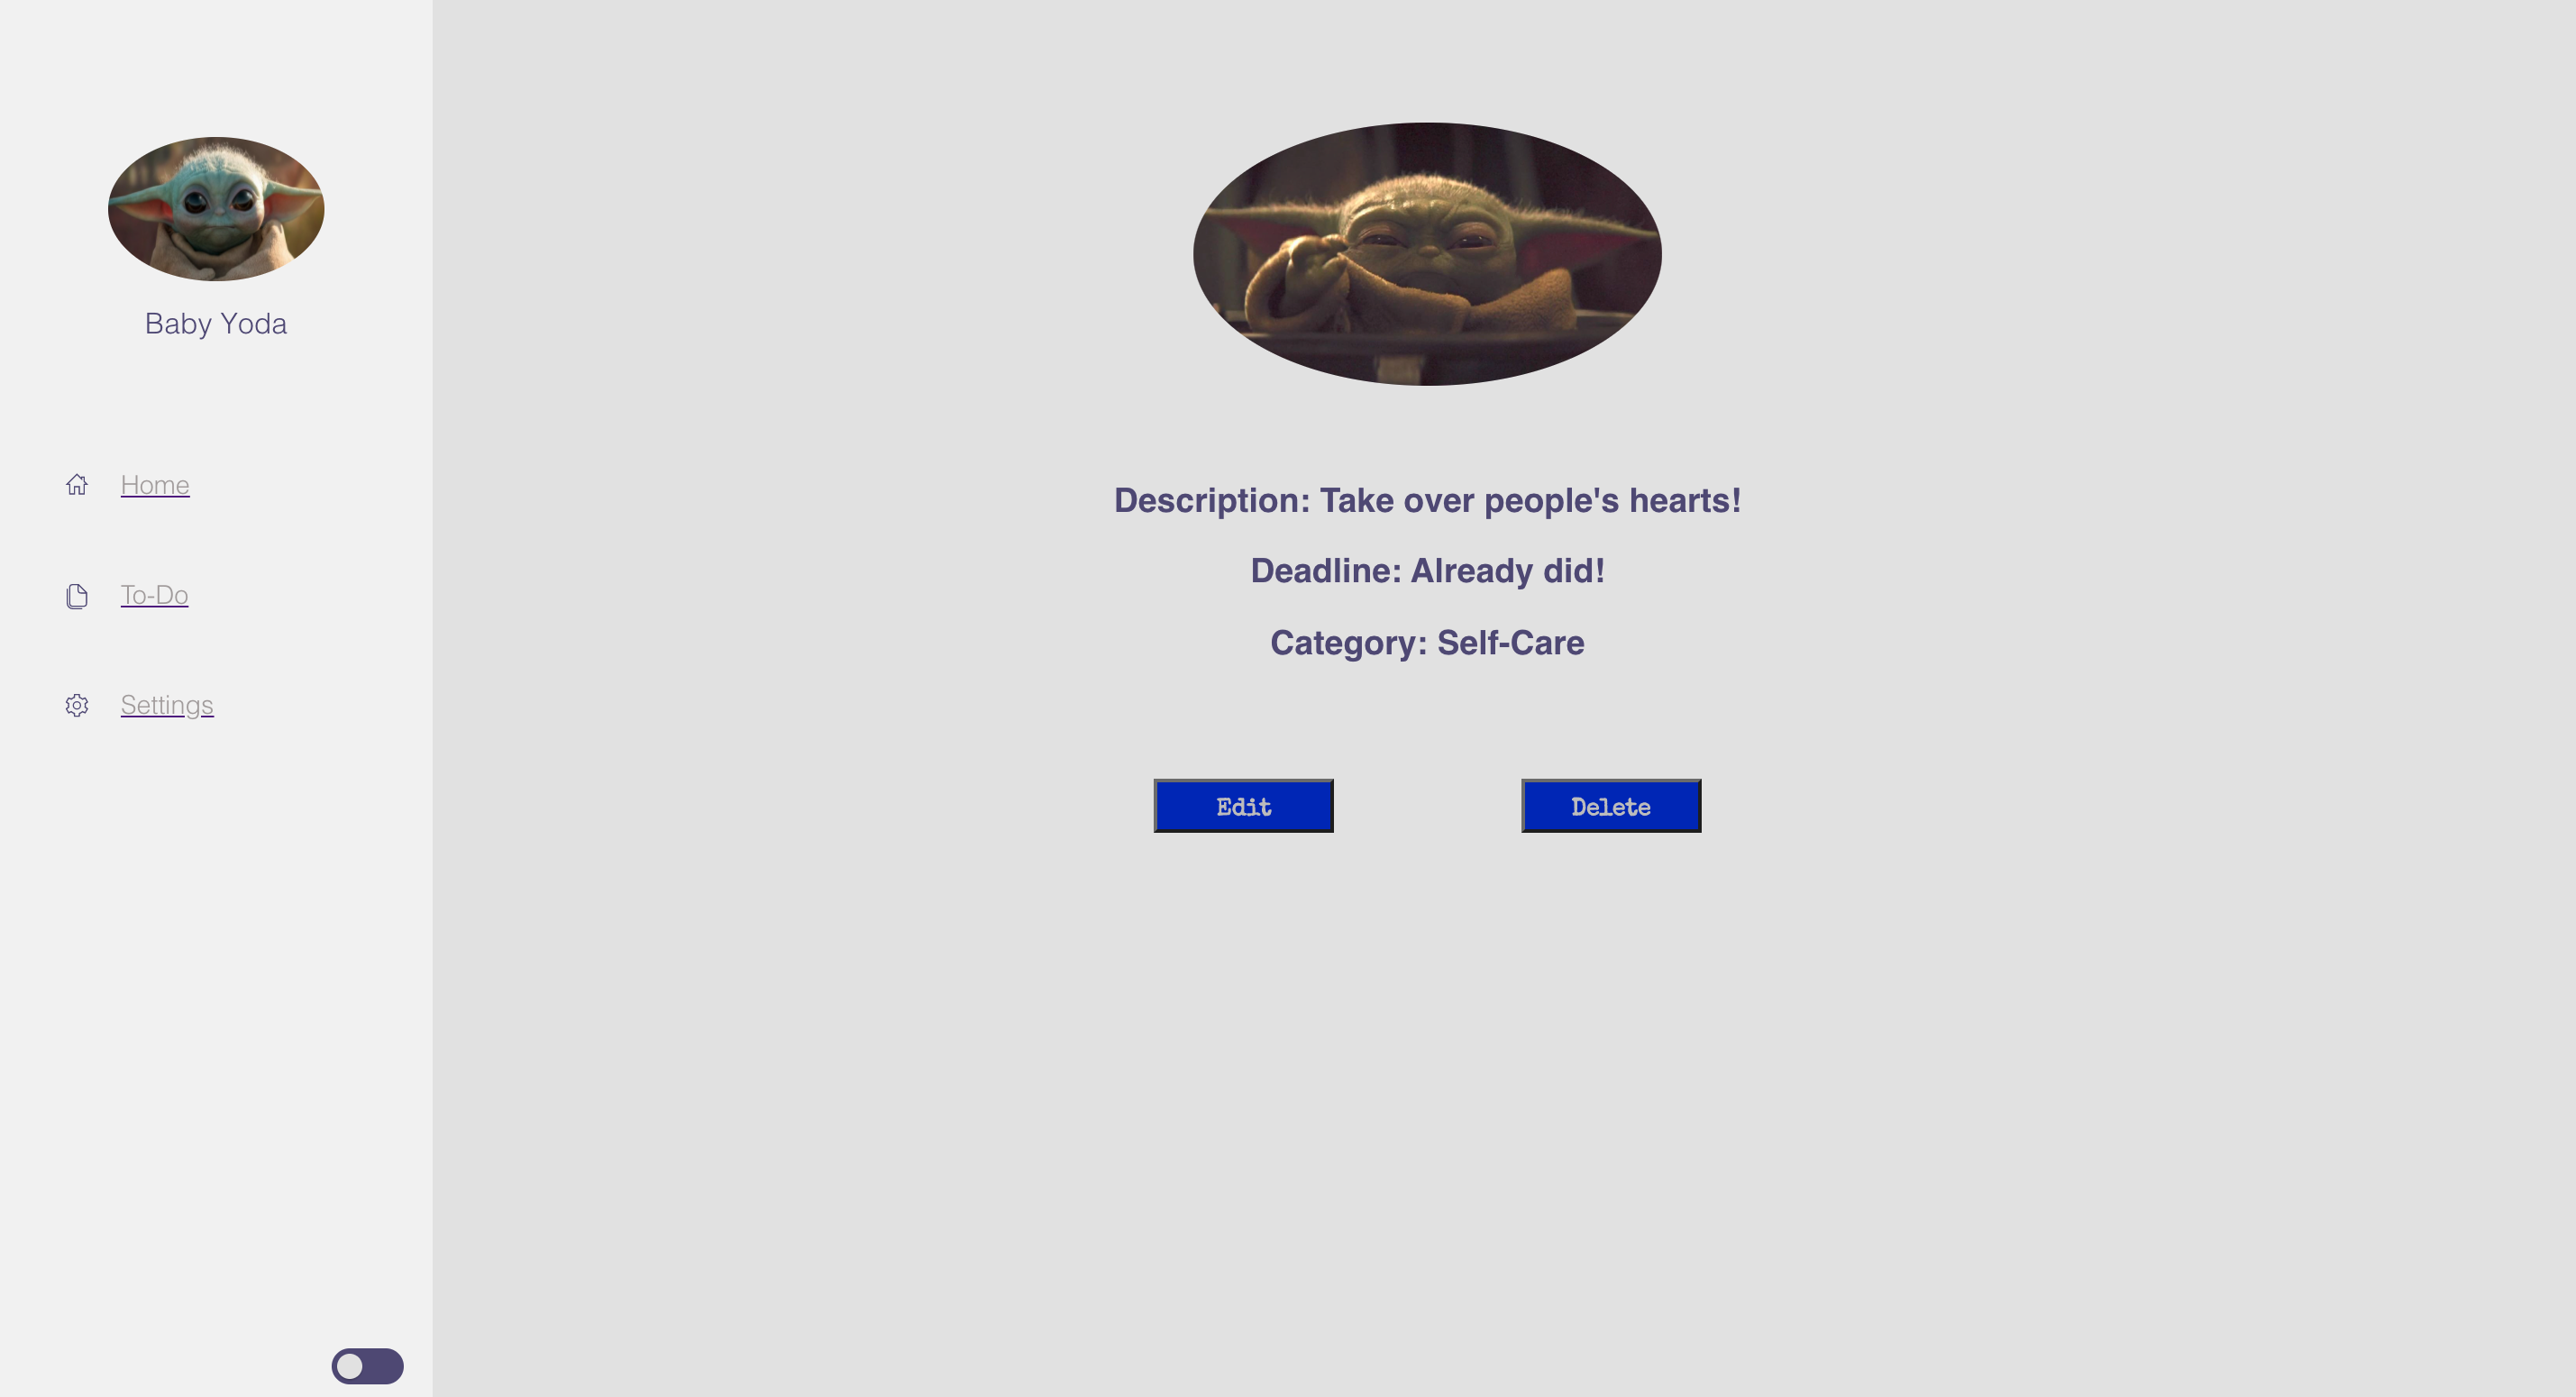 Baby Yoda
Home
To-Do
Settings
Description: Take over people's hearts!
Deadline: Already did!
Category: Self-Care
Edit
Delete